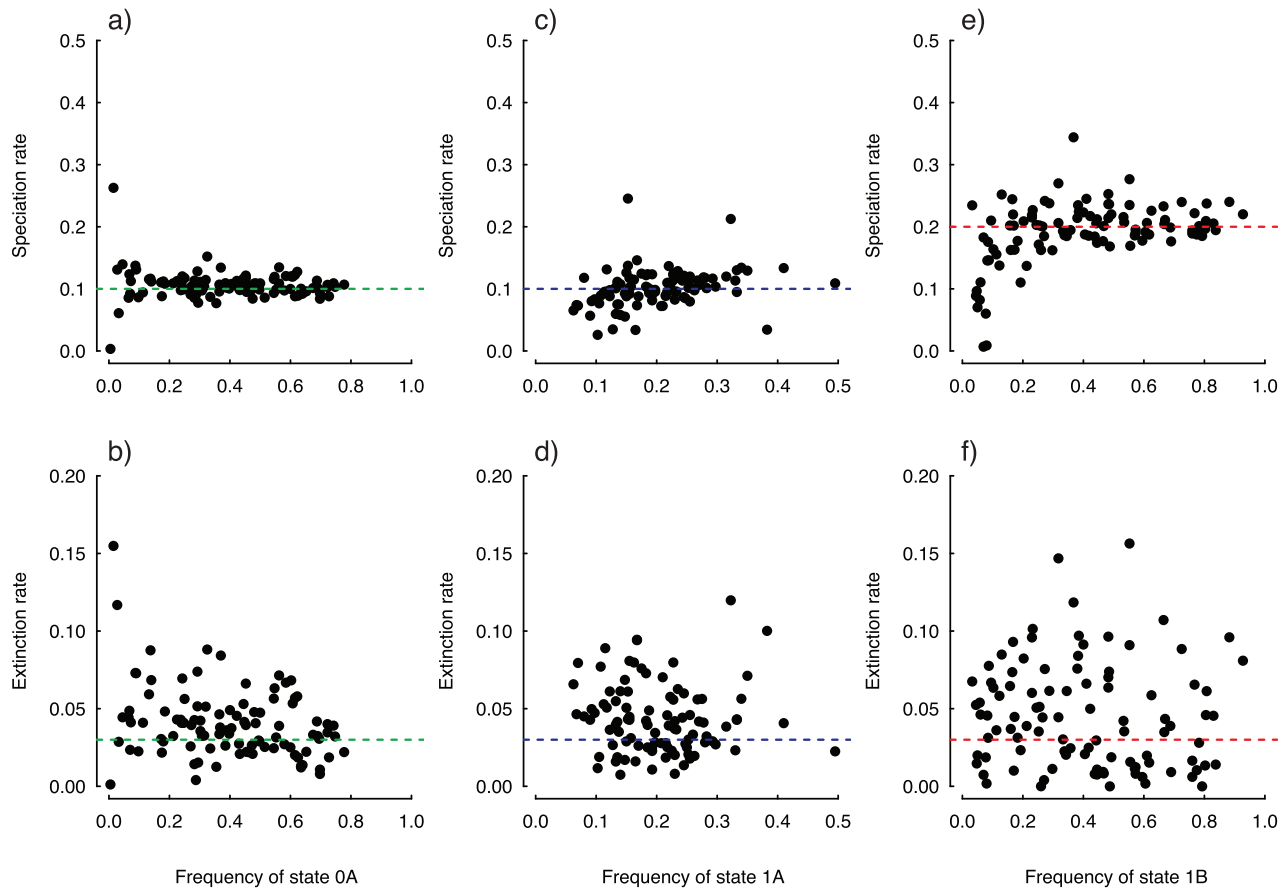 a)
c)
e)
0.5
0.4
0.3
0.2
0.1
0.0
Speciation rate
0.0 0.2 0.4 0.6 0.8 1.0
0.5
0.4
0.3
0.2
0.1
0.0
Speciation rate
0.0 0.1 0.2 0.3 0.4 0.5
0.5
0.4
0.3
0.2
0.1
0.0
Speciation rate
0.0 0.2 0.4 0.6 0.8 1.0
b)
d)
f)
0.20
0.15
0.10
0.05
0.00
Extinction rate
0.0 0.2 0.4 0.6 0.8 1.0
Frequency of state 0A
0.20
0.15
0.10
0.05
0.00
Extinction rate
0.0 0.1 0.2 0.3 0.4 0.5
Frequency of state 1A
0.20
0.15
0.10
0.05
0.00
Extinction rate
0.0 0.2 0.4 0.6 0.8 1.0
Frequency of state 1B